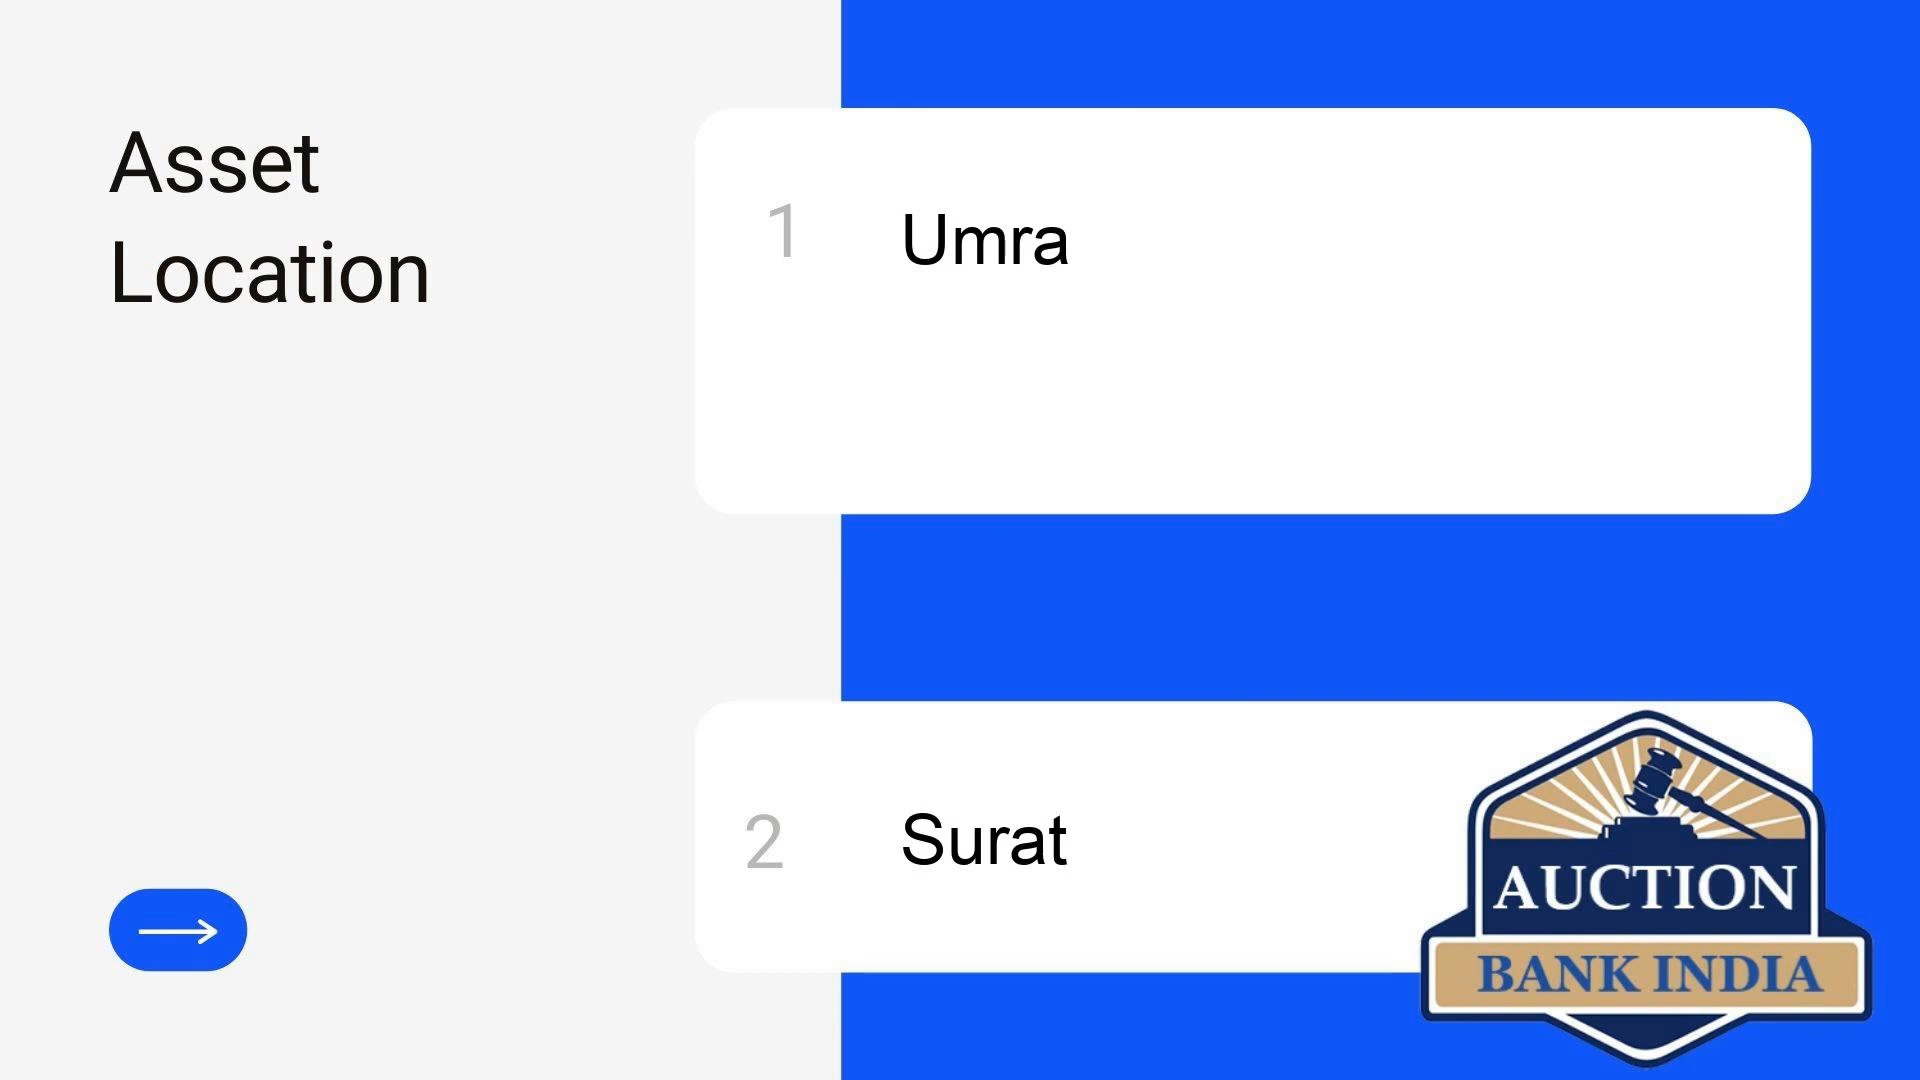 Asset
Location
1
Umra
2
Surat
AUCTION
BANK INDIA